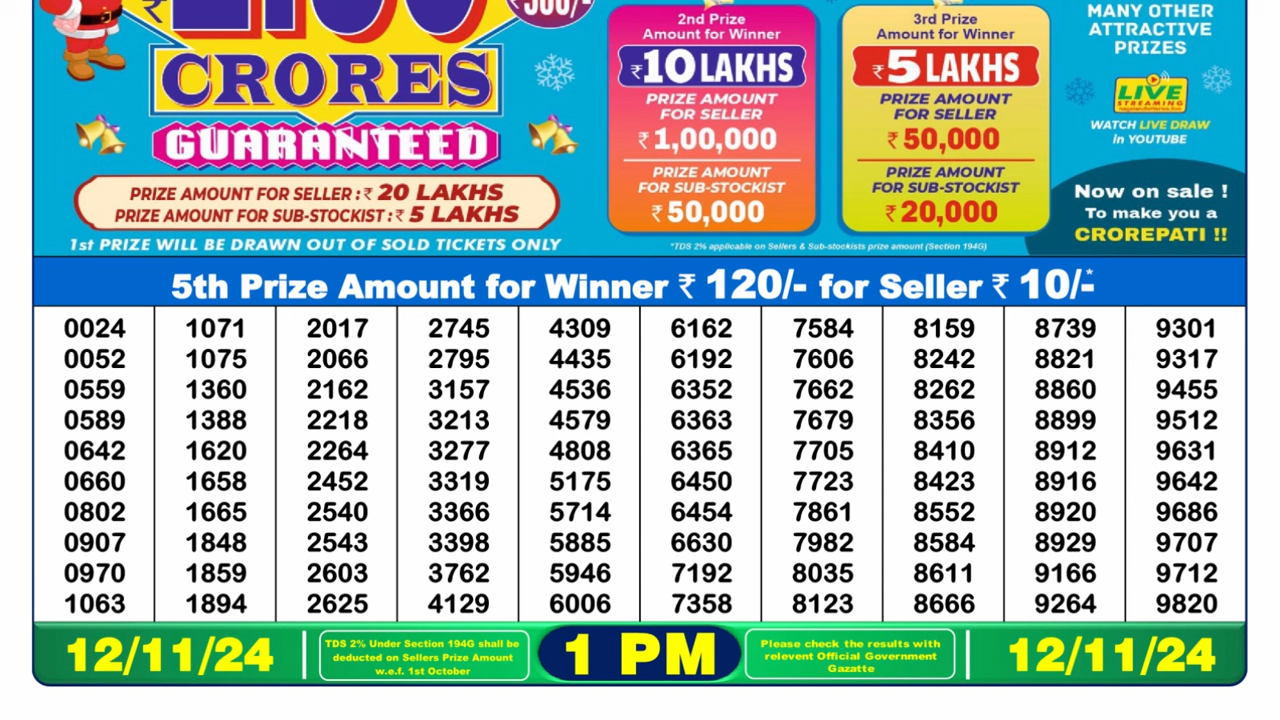 CRORES
GUARANTEED
PRIZE AMOUNT FOR SELLER : ₹ 20 LAKHS
PRIZE AMOUNT FOR SUB-STOCKIST : ₹ 5 LAKHS
1st PRIZE WILL BE DRAWN OUT OF SOLD TICKETS ONLY
2nd Prize
Amount for Winner
₹10 LAKHS
PRIZE AMOUNT
FOR SELLER
₹ 1,00,000
PRIZE AMOUNT
FOR SUB-STOCKIST
₹ 50,000
3rd Prize
Amount for Winner
₹5 LAKHS
PRIZE AMOUNT
FOR SELLER
₹ 50,000
PRIZE AMOUNT
FOR SUB-STOCKIST
₹ 20,000
*TDS 2% applicable on Sellers & Sub-stockists prize amount (Section 194G)
MANY OTHER
ATTRACTIVE
PRIZES
LIVE
STREAMING
WATCH LIVE DRAW
in YOUTUBE
Now on sale !
To make you a
CROREPATI !!
5th Prize Amount for Winner ₹ 120/- for Seller ₹ 10/-*
0024 1071 2017 2745 4309 6162 7584 8159 8739 9301
0052 1075 2066 2795 4435 6192 7606 8242 8821 9317
0559 1360 2162 3157 4536 6352 7662 8262 8860 9455
0589 1388 2218 3213 4579 6363 7679 8356 8899 9512
0642 1620 2264 3277 4808 6365 7705 8410 8912 9631
0660 1658 2452 3319 5175 6450 7723 8423 8916 9642
0802 1665 2540 3366 5714 6454 7861 8552 8920 9686
0907 1848 2543 3398 5885 6630 7982 8584 8929 9707
0970 1859 2603 3762 5946 7192 8035 8611 9166 9712
1063 1894 2625 4129 6006 7358 8123 8666 9264 9820
12/11/24
TDS 2% Under Section 194G shall be
deducted on Sellers Prize Amount
w.e.f. 1st October
1 PM
Please check the results with
relevent Official Government
Gazatte
12/11/24